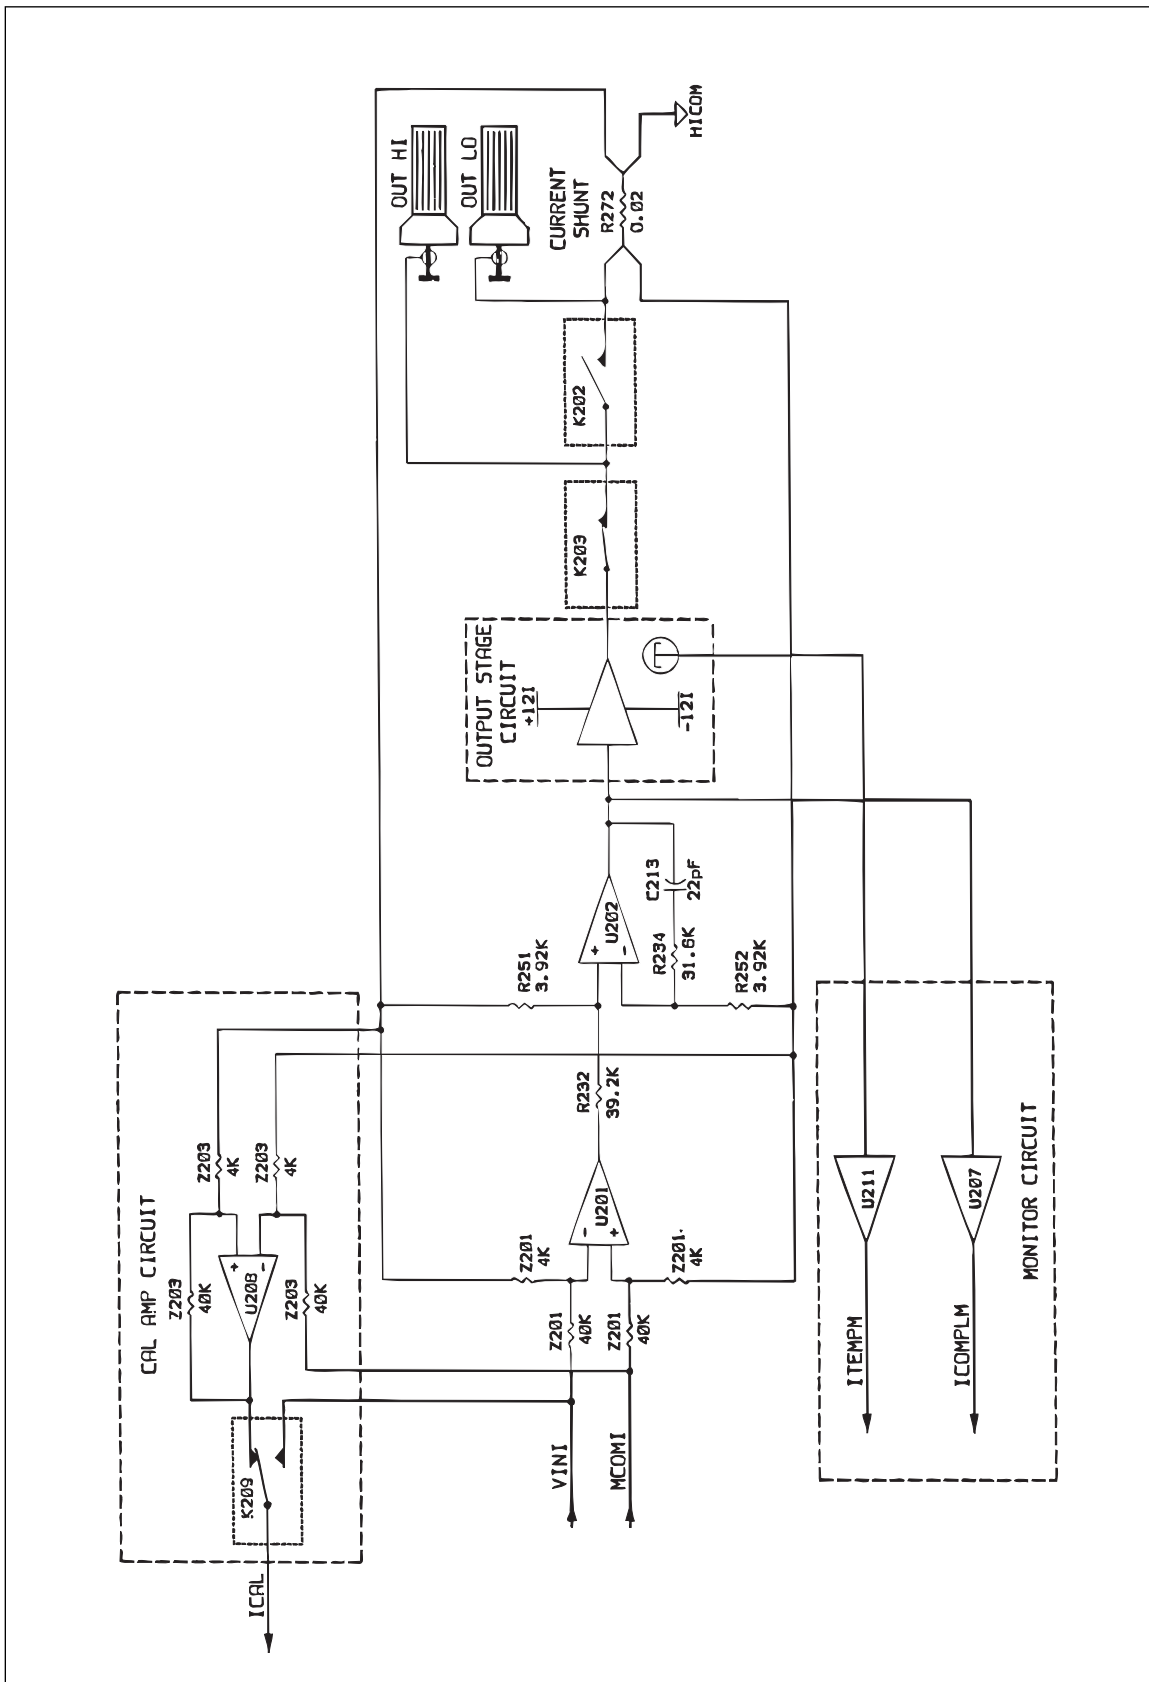 CAL AMP CIRCUIT
ICAL
K209
Z203
40K
U208
+
-
Z203
40K
Z203
4K
Z203
4K
VINI
MCOMI
Z201
40K
Z201
40K
Z201
4K
Z201
4K
U201
-
+
R232
39.2K
R251
3.92K
U202
+
-
R234
31.6K
C213
22pF
R252
3.92K
OUTPUT STAGE
CIRCUIT
+12I
-12I
K203
K202
OUT HI
OUT LO
CURRENT
SHUNT
R272
0.02
HICOM
MONITOR CIRCUIT
U211
U207
ITEMPM
ICOMPLM